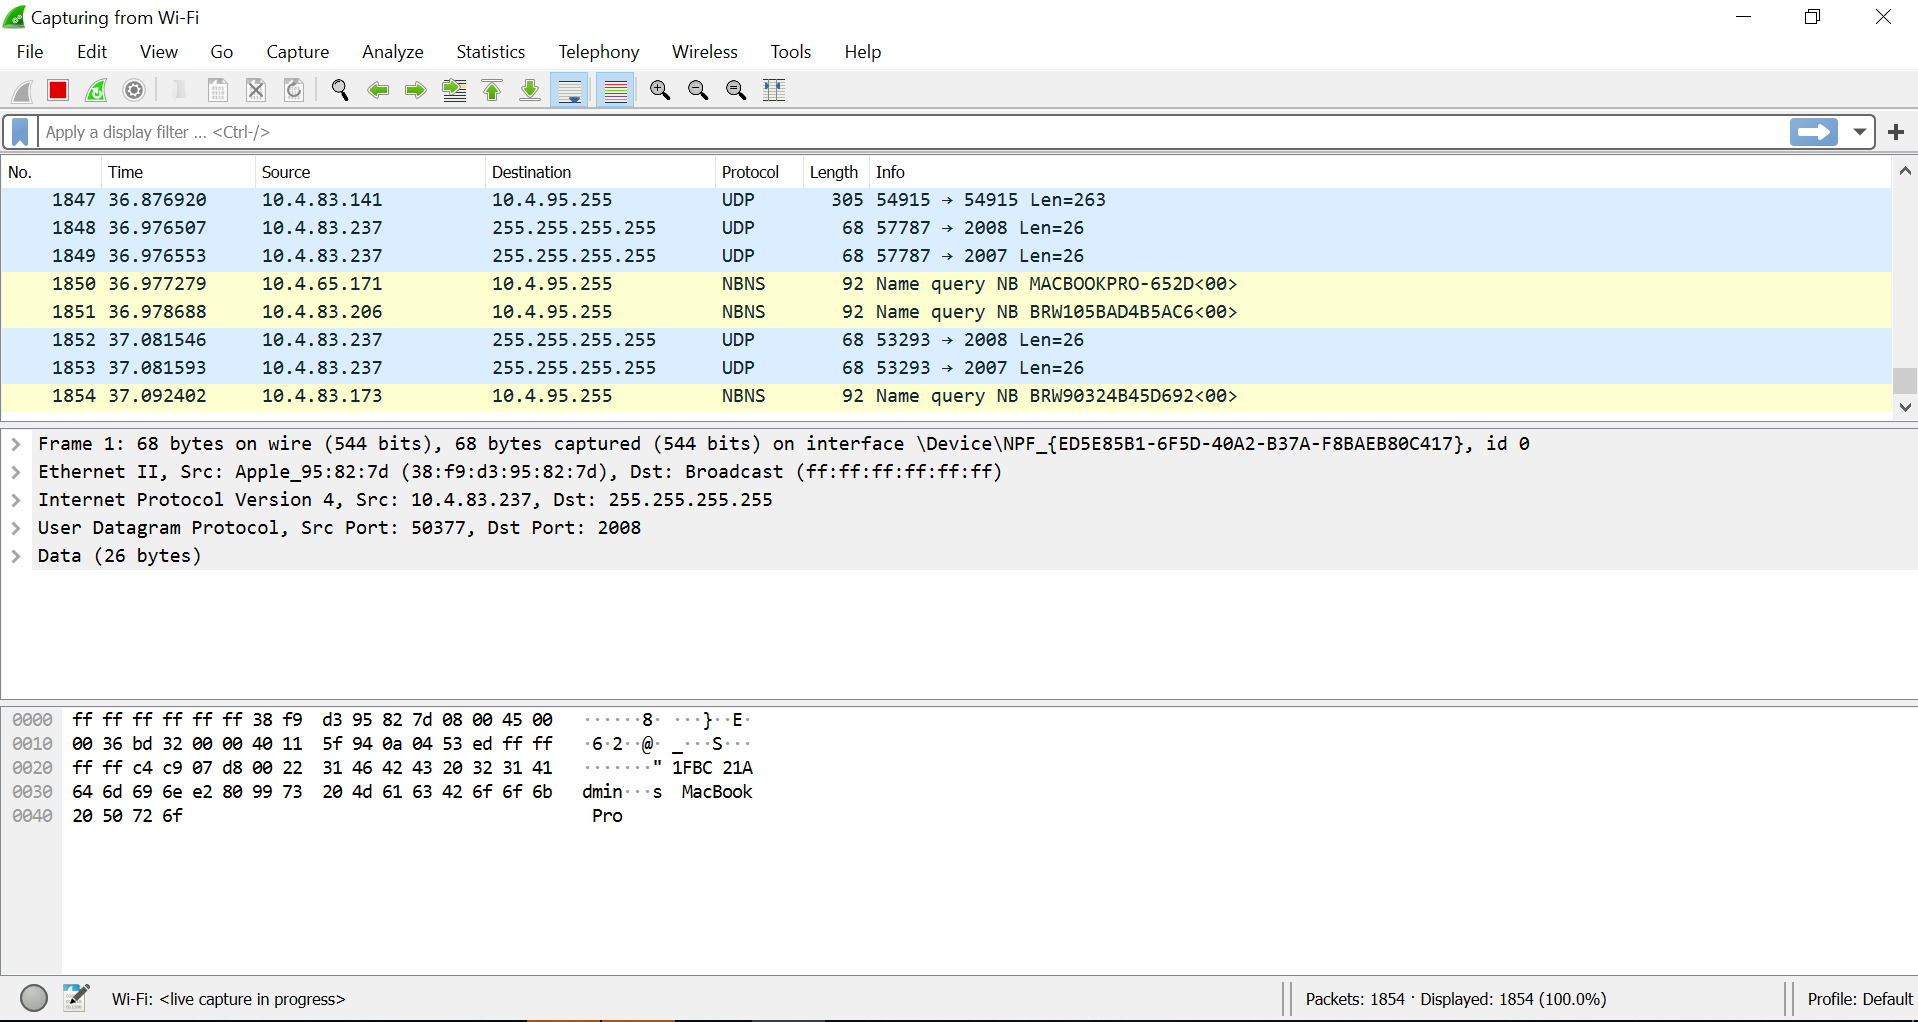 Capturing from Wi-Fi
File Edit View Go Capture Analyze Statistics Telephony Wireless Tools Help
Apply a display filter ... <Ctrl-/>
No. Time Source Destination Protocol Length Info
1847 36.876920 10.4.83.141 10.4.95.255 UDP 305 54915 → 54915 Len=263
1848 36.976507 10.4.83.237 255.255.255.255 UDP 68 57787 → 2008 Len=26
1849 36.976553 10.4.83.237 255.255.255.255 UDP 68 57787 → 2007 Len=26
1850 36.977279 10.4.65.171 10.4.95.255 NBNS 92 Name query NB MACBOOKPRO-652D<00>
1851 36.978688 10.4.83.206 10.4.95.255 NBNS 92 Name query NB BRW105BAD4B5AC6<00>
1852 37.081546 10.4.83.237 255.255.255.255 UDP 68 53293 → 2008 Len=26
1853 37.081593 10.4.83.237 255.255.255.255 UDP 68 53293 → 2007 Len=26
1854 37.092402 10.4.83.173 10.4.95.255 NBNS 92 Name query NB BRW90324B45D692<00>
Frame 1: 68 bytes on wire (544 bits), 68 bytes captured (544 bits) on interface \Device\NPF_{ED5E85B1-6F5D-40A2-B37A-F8BAEB80C417}, id 0
Ethernet II, Src: Apple_95:82:7d (38:f9:d3:95:82:7d), Dst: Broadcast (ff:ff:ff:ff:ff:ff)
Internet Protocol Version 4, Src: 10.4.83.237, Dst: 255.255.255.255
User Datagram Protocol, Src Port: 50377, Dst Port: 2008
Data (26 bytes)
0000 ff ff ff ff ff ff 38 f9 d3 95 82 7d 08 00 45 00 ······8· ···}··E·
0010 00 36 bd 32 00 00 40 11 5f 94 0a 04 53 ed ff ff ·6·2··@· _···S···
0020 ff ff c4 c9 07 d8 00 22 31 46 42 43 20 32 31 41 ·······" 1FBC 21A
0030 64 6d 69 6e e2 80 99 73 20 4d 61 63 42 6f 6f 6b dmin···s MacBook
0040 20 50 72 6f Pro
Wi-Fi: <live capture in progress> Packets: 1854 · Displayed: 1854 (100.0%) Profile: Default